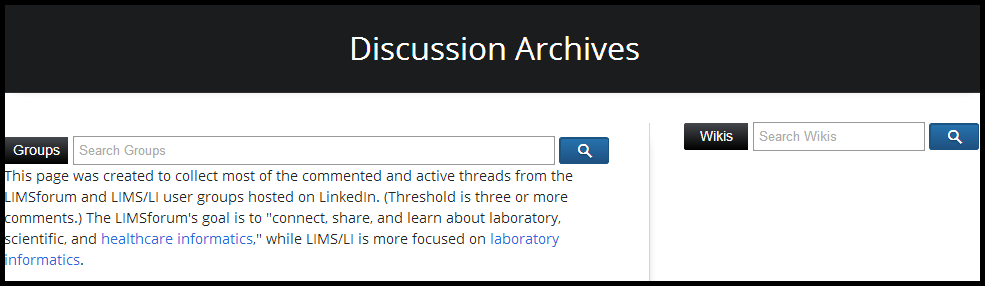 Discussion Archives
Groups Search Groups
Wikis Search Wikis
This page was created to collect most of the commented and active threads from the
LIMSforum and LIMS/LI user groups hosted on LinkedIn. (Threshold is three or more
comments.) The LIMSforum's goal is to "connect, share, and learn about laboratory,
scientific, and healthcare informatics," while LIMS/LI is more focused on laboratory
informatics.